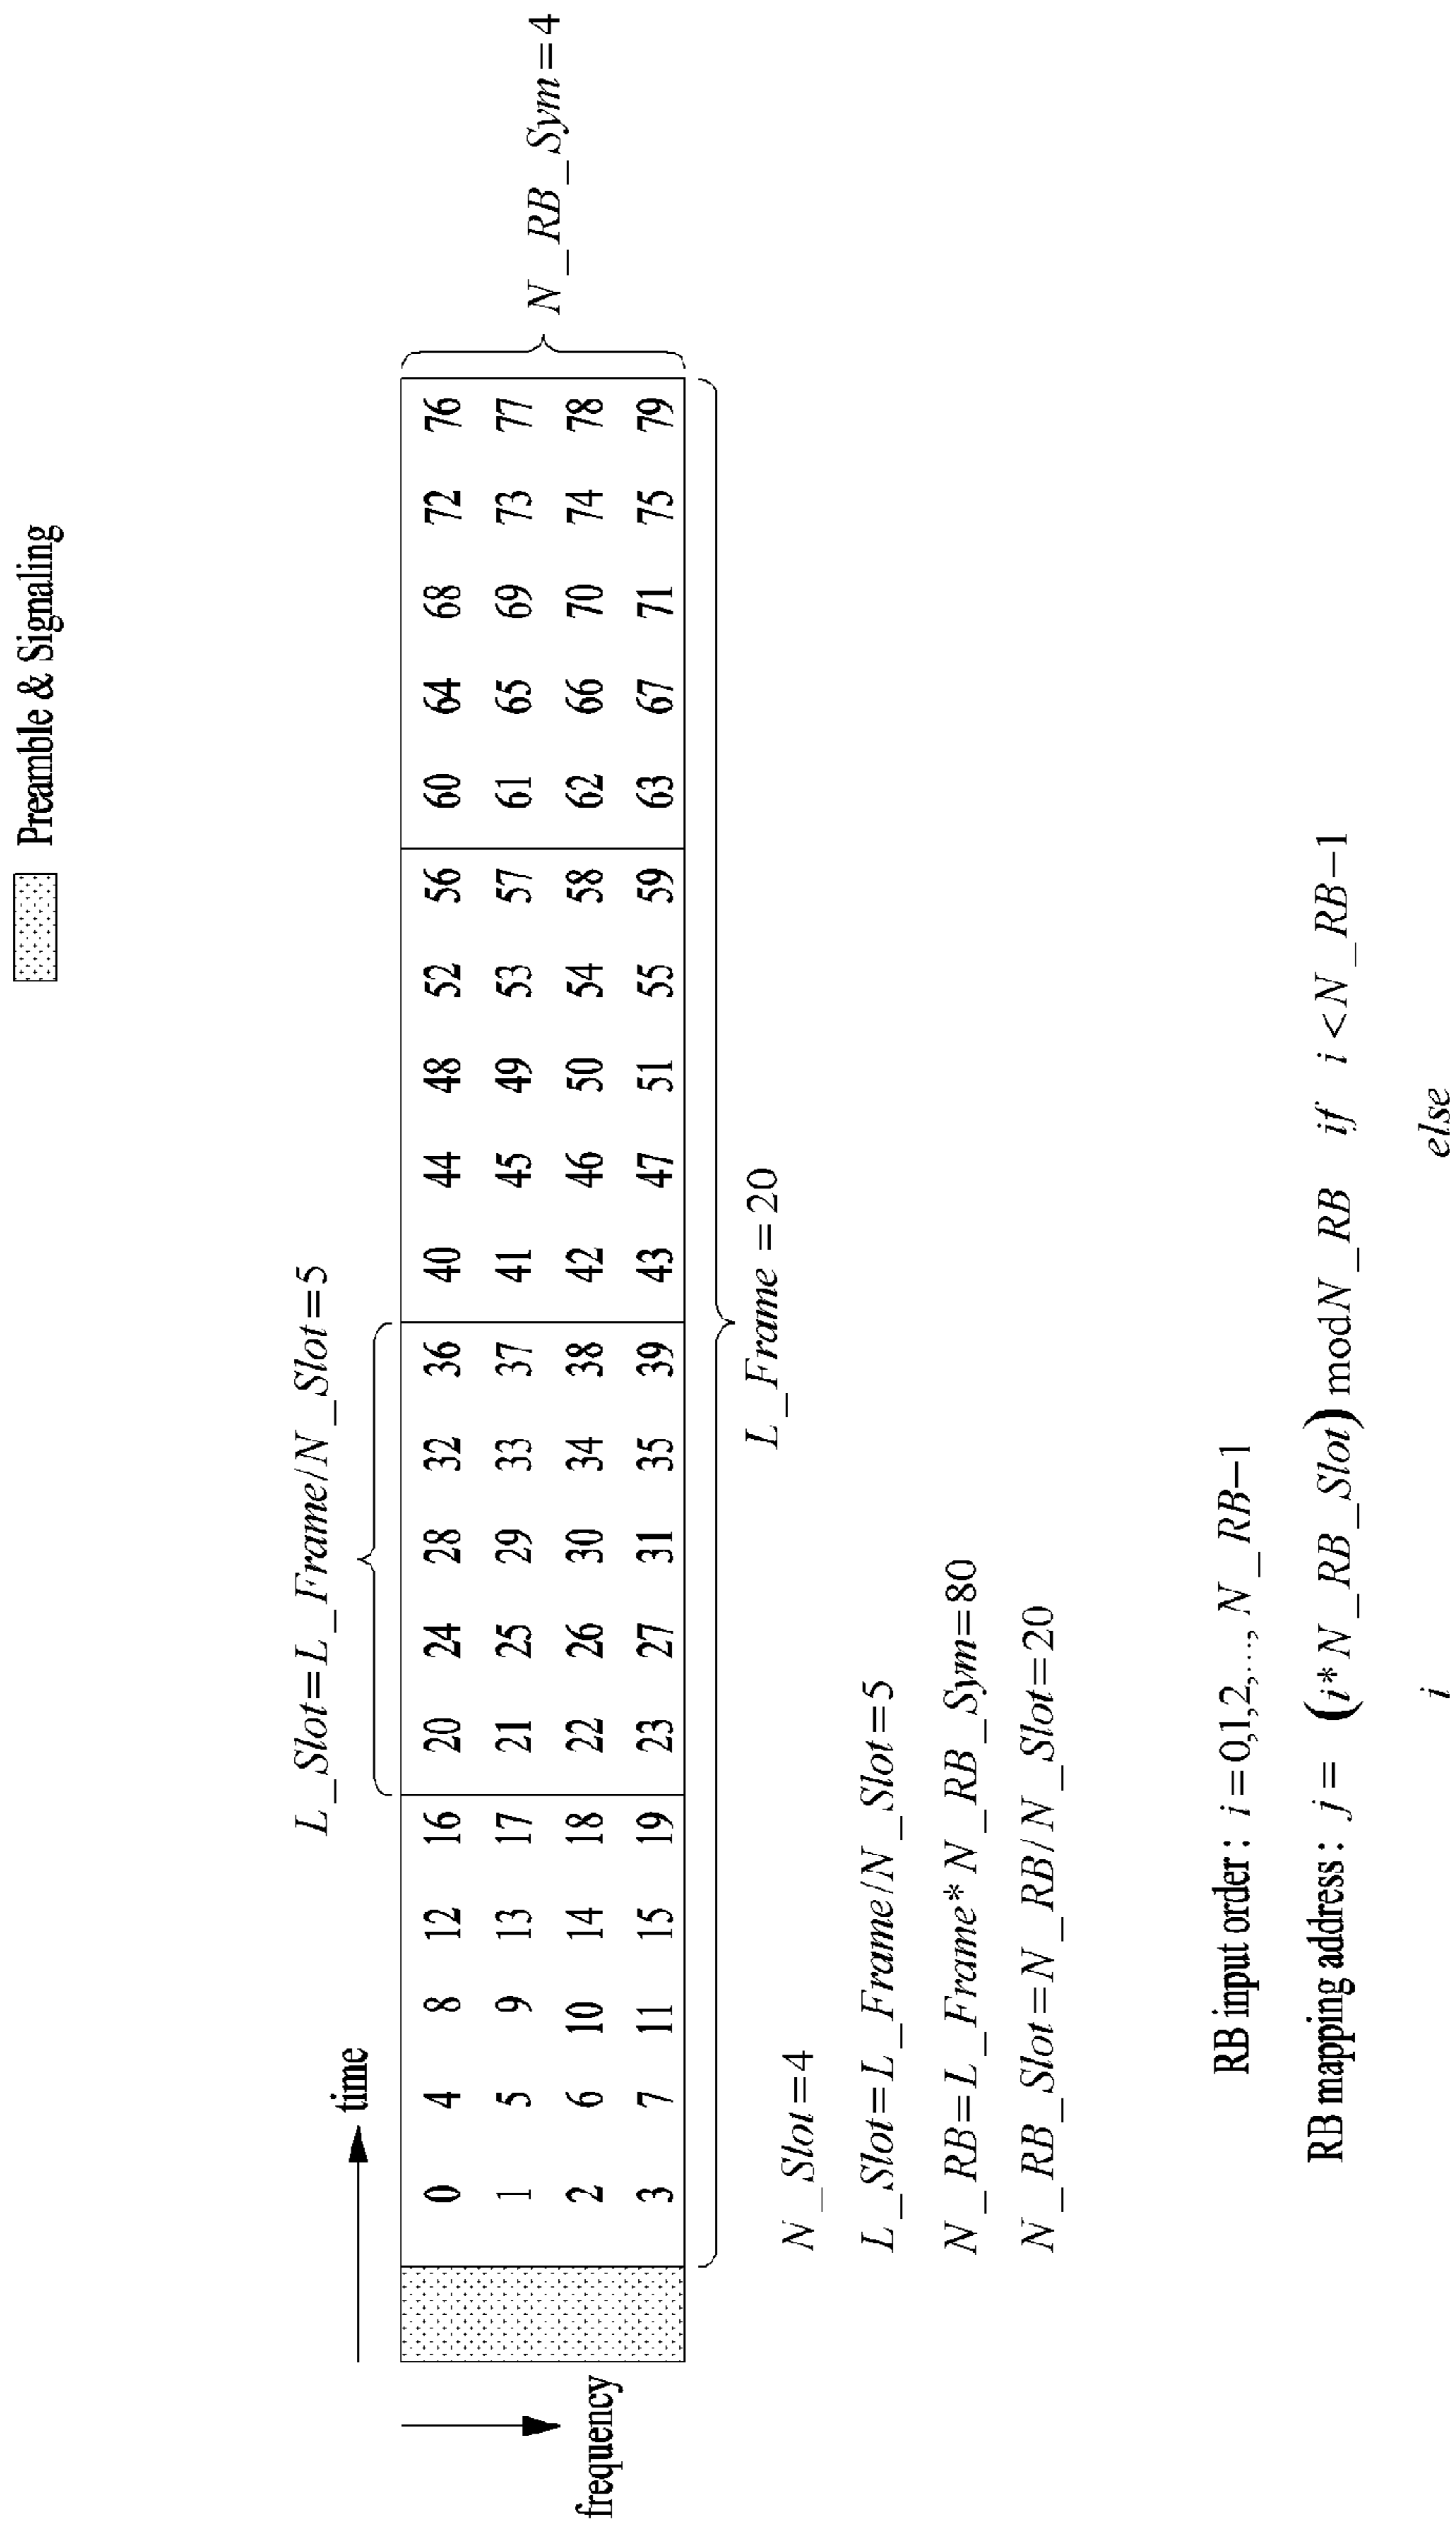 Preamble & Signaling
L_Slot=L_Frame/N_Slot=5
time
frequency
0 4 8 12 16 20 24 28 32 36 40 44 48 52 56 60 64 68 72 76
1 5 9 13 17 21 25 29 33 37 41 45 49 53 57 61 65 69 73 77
2 6 10 14 18 22 26 30 34 38 42 46 50 54 58 62 66 70 74 78
3 7 11 15 19 23 27 31 35 39 43 47 51 55 59 63 67 71 75 79
N_RB_Sym=4
L_Frame=20
N_Slot=4
L_Slot=L_Frame/N_Slot=5
N_RB=L_Frame*N_RB_Sym=80
N_RB_Slot=N_RB/N_Slot=20
RB input order : i=0,1,2,..., N_RB−1
RB mapping address : j= (i*N_RB_Slot)modN_RB if i<N_RB−1
i else